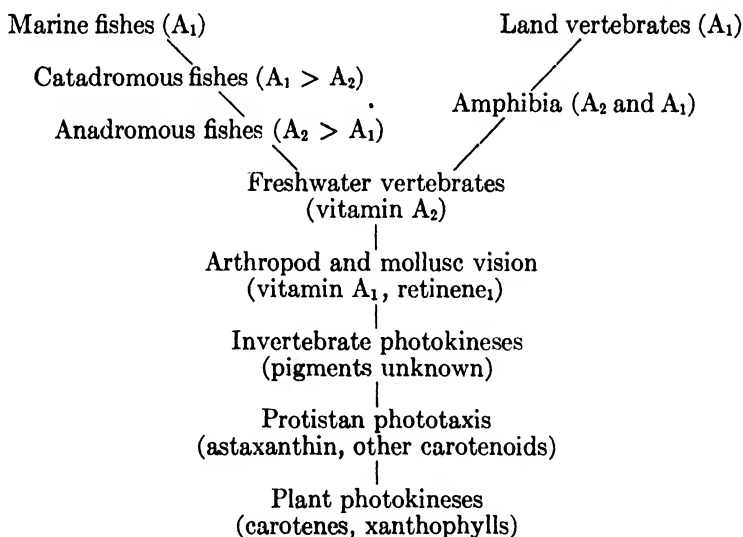 Marine fishes (A₁)
Land vertebrates (A₁)
Catadromous fishes (A₁ > A₂)
Amphibia (A₂ and A₁)
Anadromous fishes (A₂ > A₁)
Freshwater vertebrates
(vitamin A₂)
Arthropod and mollusc vision
(vitamin A₁, retinene₁)
Invertebrate photokineses
(pigments unknown)
Protistan phototaxis
(astaxanthin, other carotenoids)
Plant photokineses
(carotenes, xanthophylls)